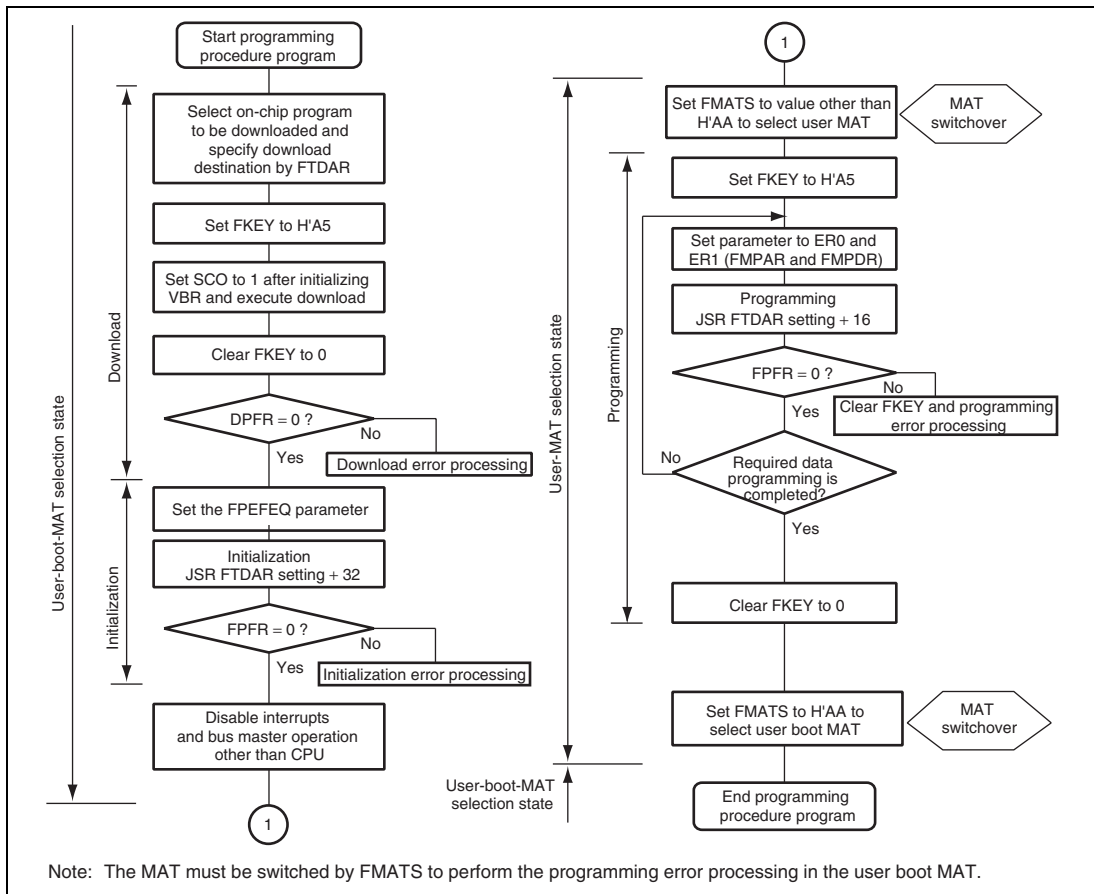 Start programming
procedure program
Select on-chip program
to be downloaded and
specify download
destination by FTDAR
Set FKEY to H'A5
Set SCO to 1 after initializing
VBR and execute download
Clear FKEY to 0
DPFR = 0 ?
No
Yes
Download error processing
Set the FPEFEQ parameter
Initialization
JSR FTDAR setting + 32
FPFR = 0 ?
No
Yes
Initialization error processing
Disable interrupts
and bus master operation
other than CPU
1
Download
Initialization
User-boot-MAT selection state
1
Set FMATS to value other than
H'AA to select user MAT
MAT
switchover
Set FKEY to H'A5
Set parameter to ER0 and
ER1 (FMPAR and FMPDR)
Programming
JSR FTDAR setting + 16
FPFR = 0 ?
No
Yes
Clear FKEY and programming
error processing
No
Required data
programming is
completed?
Yes
Clear FKEY to 0
Set FMATS to H'AA to
select user boot MAT
MAT
switchover
End programming
procedure program
Programming
User-MAT selection state
User-boot-MAT
selection state
Note: The MAT must be switched by FMATS to perform the programming error processing in the user boot MAT.